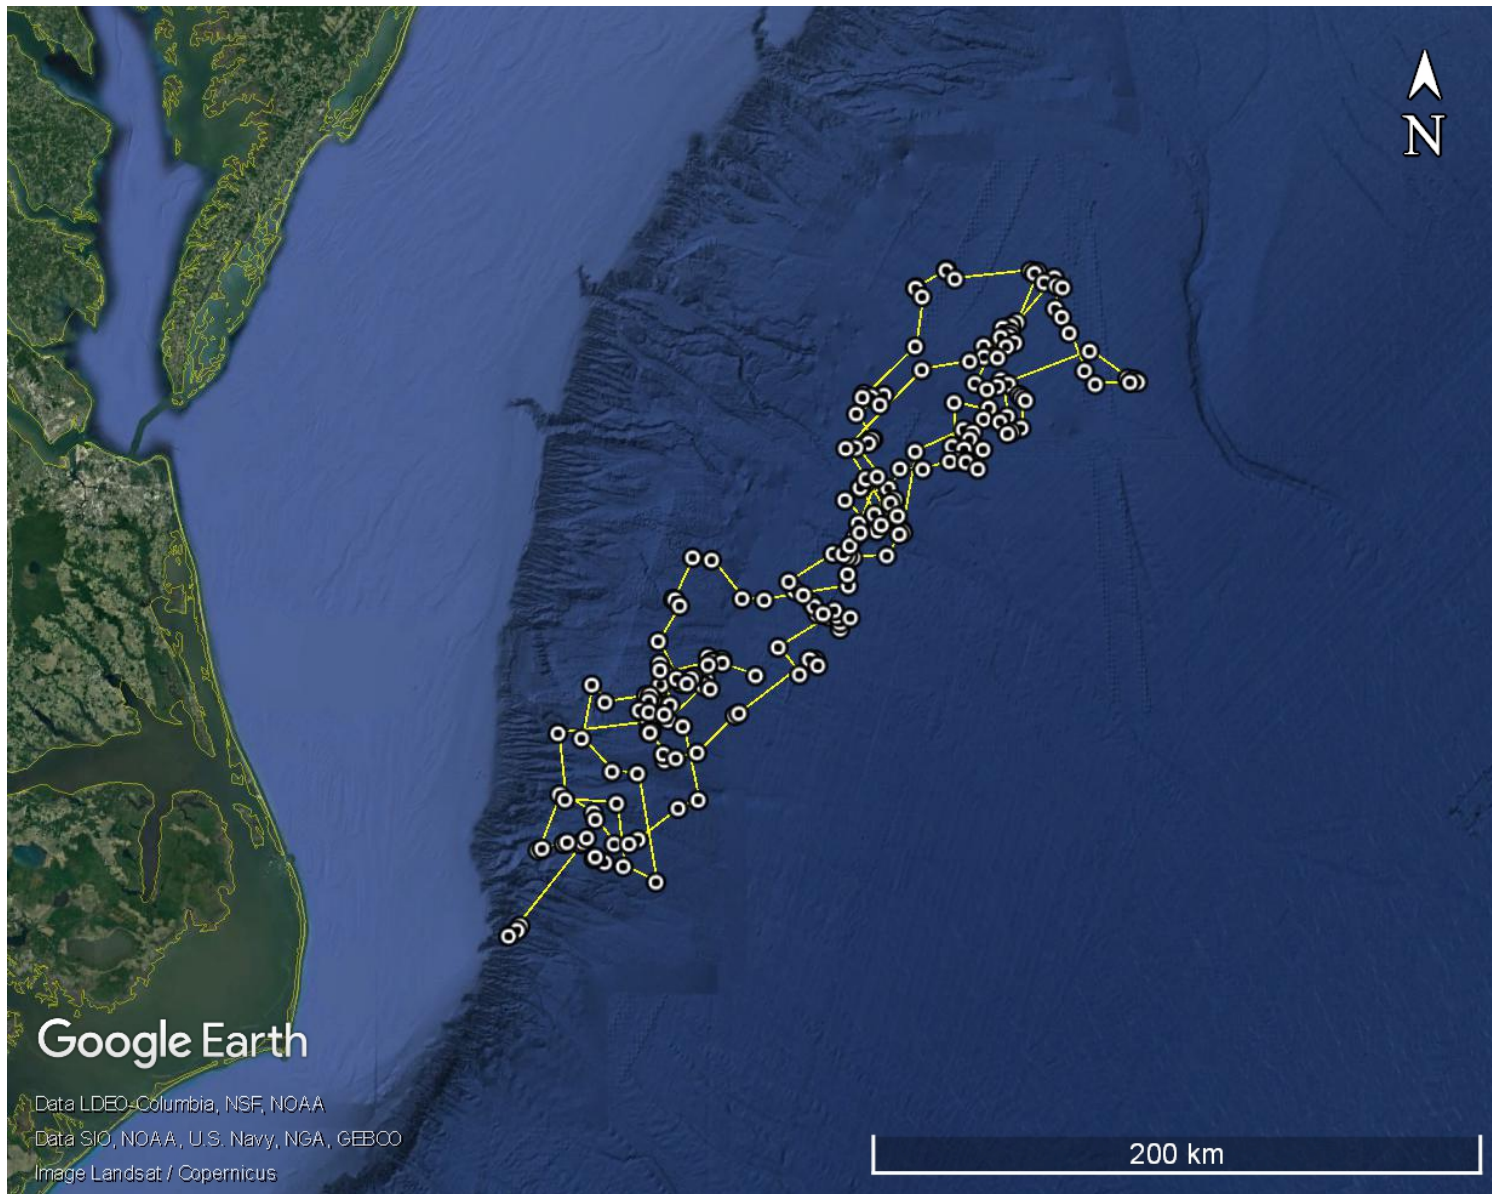 N
Google Earth
Data LDEO-Columbia, NSF, NOAA
Data SIO, NOAA, U.S. Navy, NGA, GEBCO
Image Landsat / Copernicus
200 km